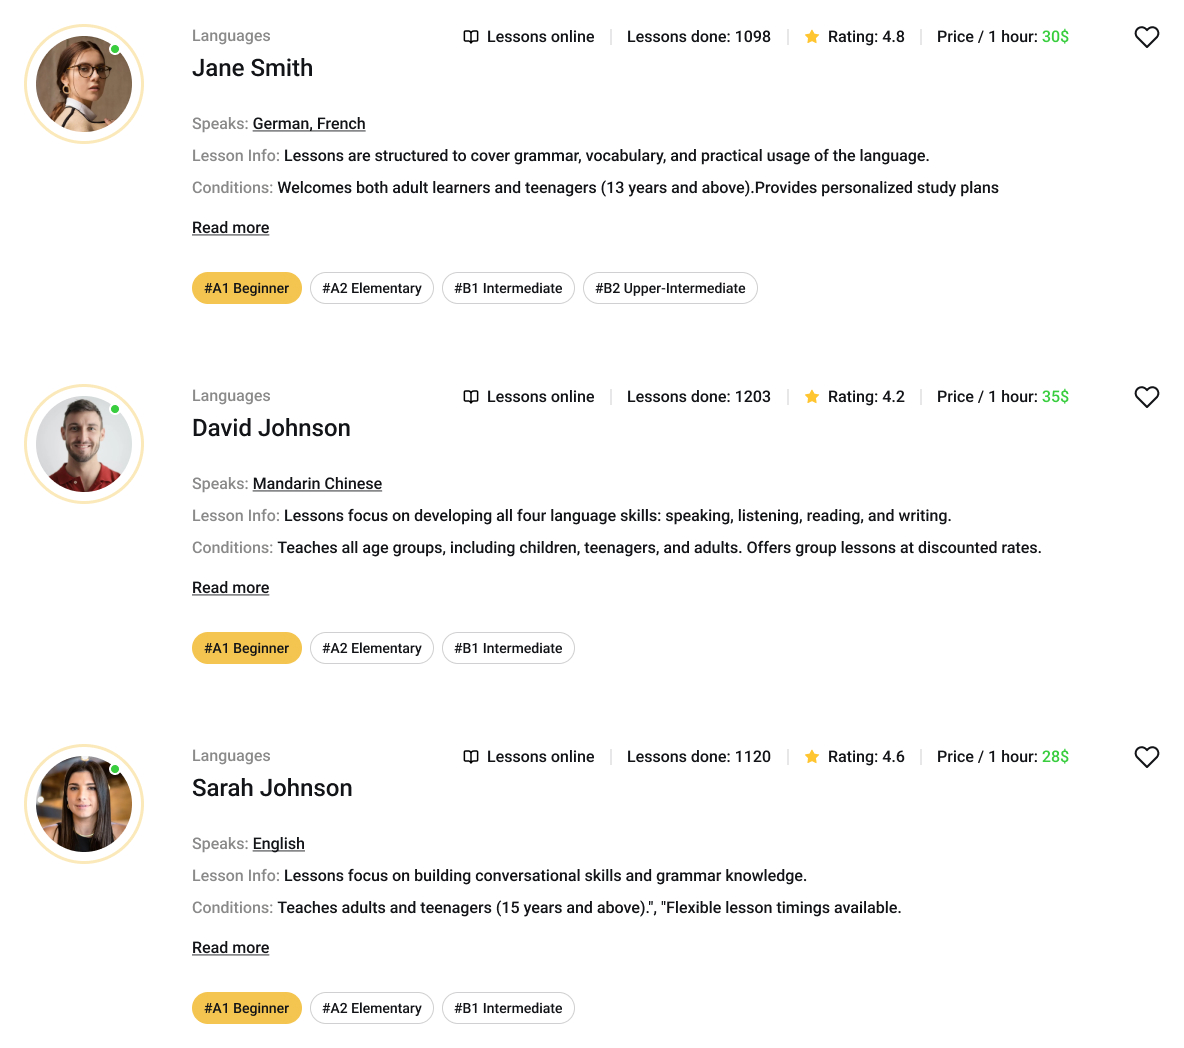 Languages
Lessons online | Lessons done: 1098 | Rating: 4.8 | Price / 1 hour: 30$
Jane Smith
Speaks: German, French
Lesson Info: Lessons are structured to cover grammar, vocabulary, and practical usage of the language.
Conditions: Welcomes both adult learners and teenagers (13 years and above).Provides personalized study plans
Read more
#A1 Beginner #A2 Elementary #B1 Intermediate #B2 Upper-Intermediate
Languages
Lessons online | Lessons done: 1203 | Rating: 4.2 | Price / 1 hour: 35$
David Johnson
Speaks: Mandarin Chinese
Lesson Info: Lessons focus on developing all four language skills: speaking, listening, reading, and writing.
Conditions: Teaches all age groups, including children, teenagers, and adults. Offers group lessons at discounted rates.
Read more
#A1 Beginner #A2 Elementary #B1 Intermediate
Languages
Lessons online | Lessons done: 1120 | Rating: 4.6 | Price / 1 hour: 28$
Sarah Johnson
Speaks: English
Lesson Info: Lessons focus on building conversational skills and grammar knowledge.
Conditions: Teaches adults and teenagers (15 years and above).", "Flexible lesson timings available.
Read more
#A1 Beginner #A2 Elementary #B1 Intermediate